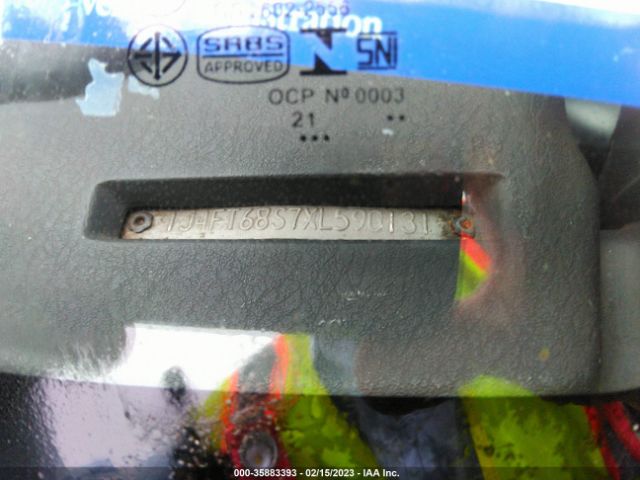 SABS
APPROVED
SNI
OCP Nº 0003
21
1J4FT68S7XL590131
000-35883393 - 02/15/2023 - IAA Inc.